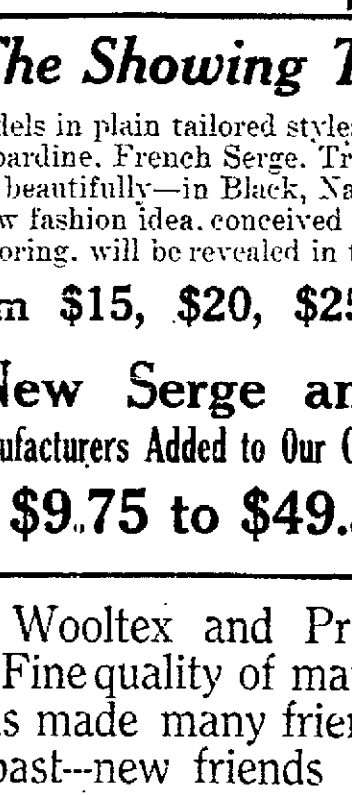 The Showing T
dels in plain tailored styles
pardine. French Serge. Tr
beautifully—in Black, Na
w fashion idea. conceived
oring. will be revealed in t
m $15, $20, $25
New Serge an
ufacturers Added to Our
$9.75 to $49.
Wooltex and Pr
Fine quality of ma
s made many frien
past---new friends